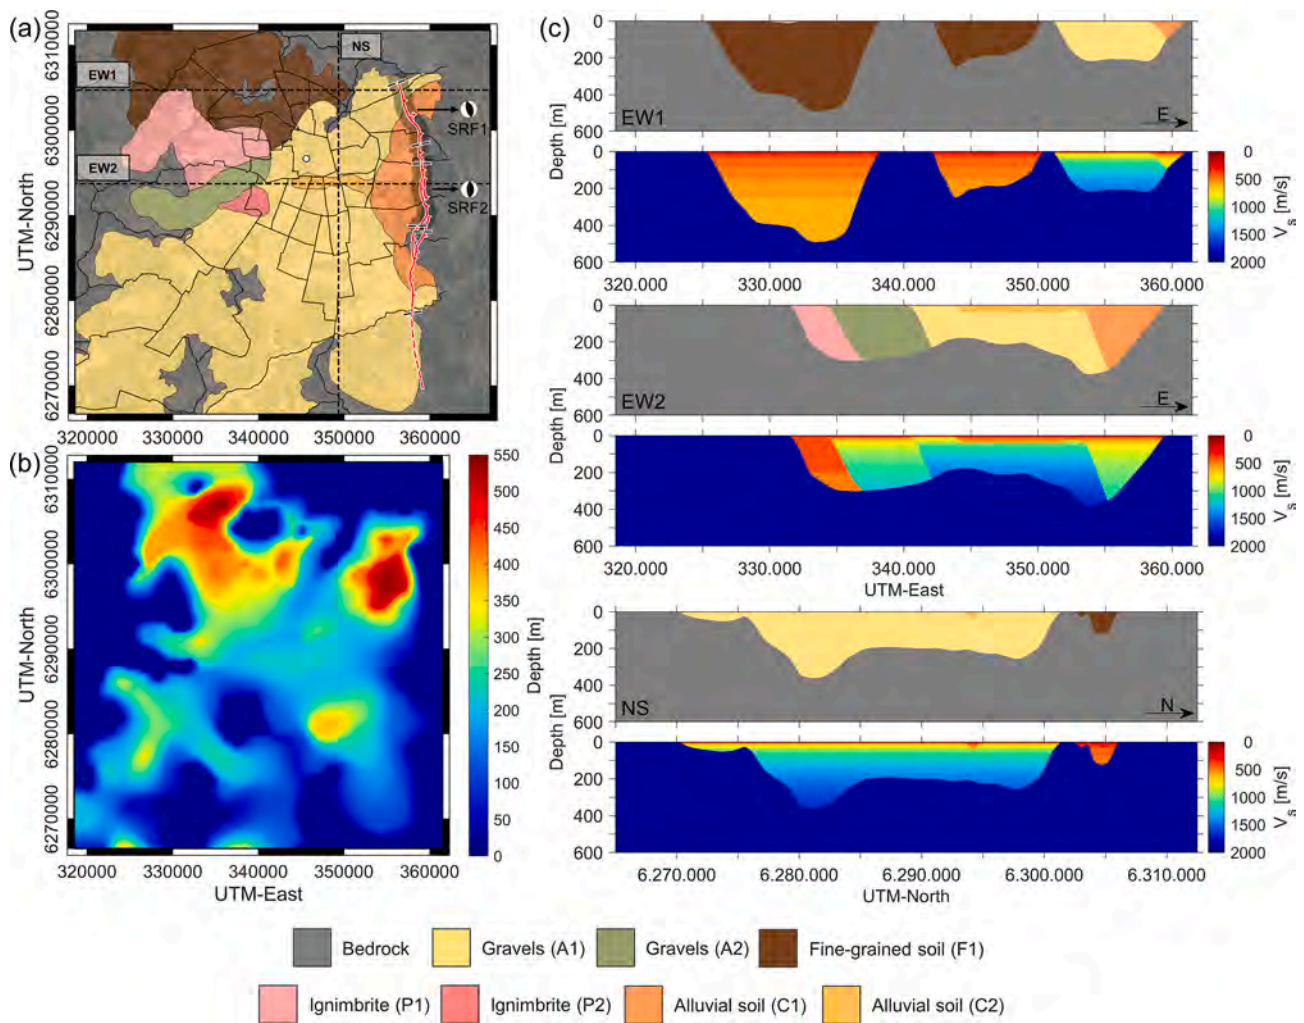 (a)
NS
EW1
EW2
SRF1
SRF2
UTM-North
6310000
6300000
6290000
6280000
6270000
320000 330000 340000 350000 360000
(b)
UTM-North
6310000
6300000
6290000
6280000
6270000
320000 330000 340000 350000 360000
UTM-East
550
500
450
400
350
300
250
200
150
100
50
0
Depth [m]
(c)
Depth [m]
0
200
400
600
EW1
E
0
200
400
600
0
500
1000
1500
2000
Vs [m/s]
320.000 330.000 340.000 350.000 360.000
Depth [m]
0
200
400
600
EW2
E
0
200
400
600
0
500
1000
1500
2000
Vs [m/s]
320.000 330.000 340.000 350.000 360.000
UTM-East
Depth [m]
0
200
400
600
NS
N
0
200
400
600
0
500
1000
1500
2000
Vs [m/s]
6.270.000 6.280.000 6.290.000 6.300.000 6.310.000
UTM-North
Bedrock Gravels (A1) Gravels (A2) Fine-grained soil (F1)
Ignimbrite (P1) Ignimbrite (P2) Alluvial soil (C1) Alluvial soil (C2)